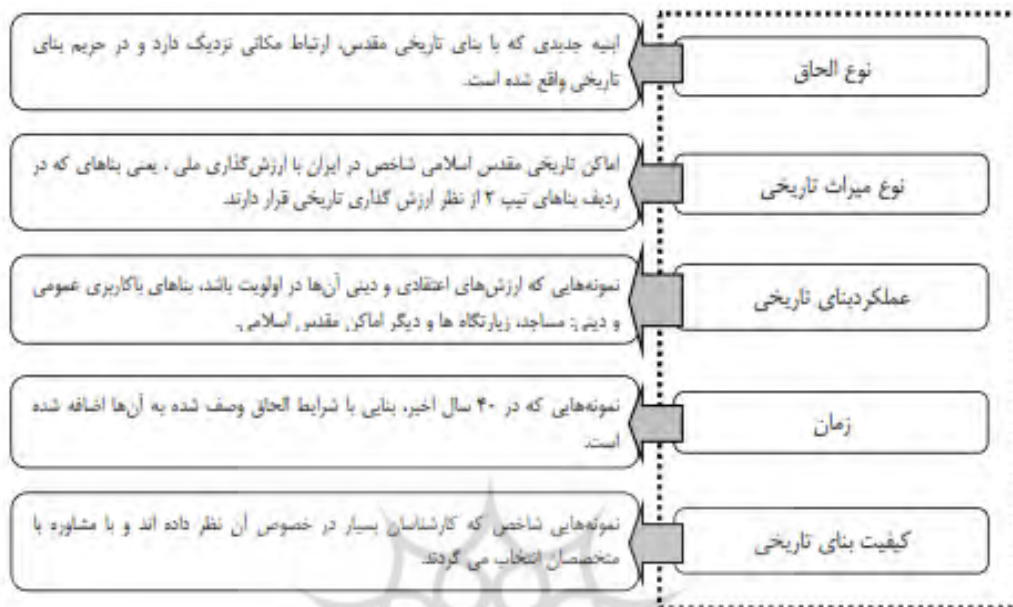 نوع الحاق
ابنیه جدیدی که با بنای تاریخی مقدس، ارتباط مکانی نزدیک دارد و در حریم بنای
تاریخی واقع شده است.
نوع میراث تاریخی
اماکن تاریخی مقدس اسلامی شاخص در ایران با ارزش‌گذاری ملی ، یعنی بناهای که در
ردیف بناهای تیپ ۲ از نظر ارزش گذاری تاریخی قرار دارند.
عملکردبنای تاریخی
نمونه‌هایی که ارزش‌های اعتقادی و دینی آن‌ها در اولویت باشد، بناهای باکاربری عمومی
و دینی: مساجد، زیارتگاه ها و دیگر اماکن مقدس اسلامی.
زمان
نمونه‌هایی که در ۴۰ سال اخیر، بنایی با شرایط الحاق وصف شده به آن‌ها اضافه شده
است.
کیفیت بنای تاریخی
نمونه‌هایی شاخص که کارشناسان بسیار در خصوص آن نظر داده اند و با مشاوره با
متخصصان انتخاب می گردند.